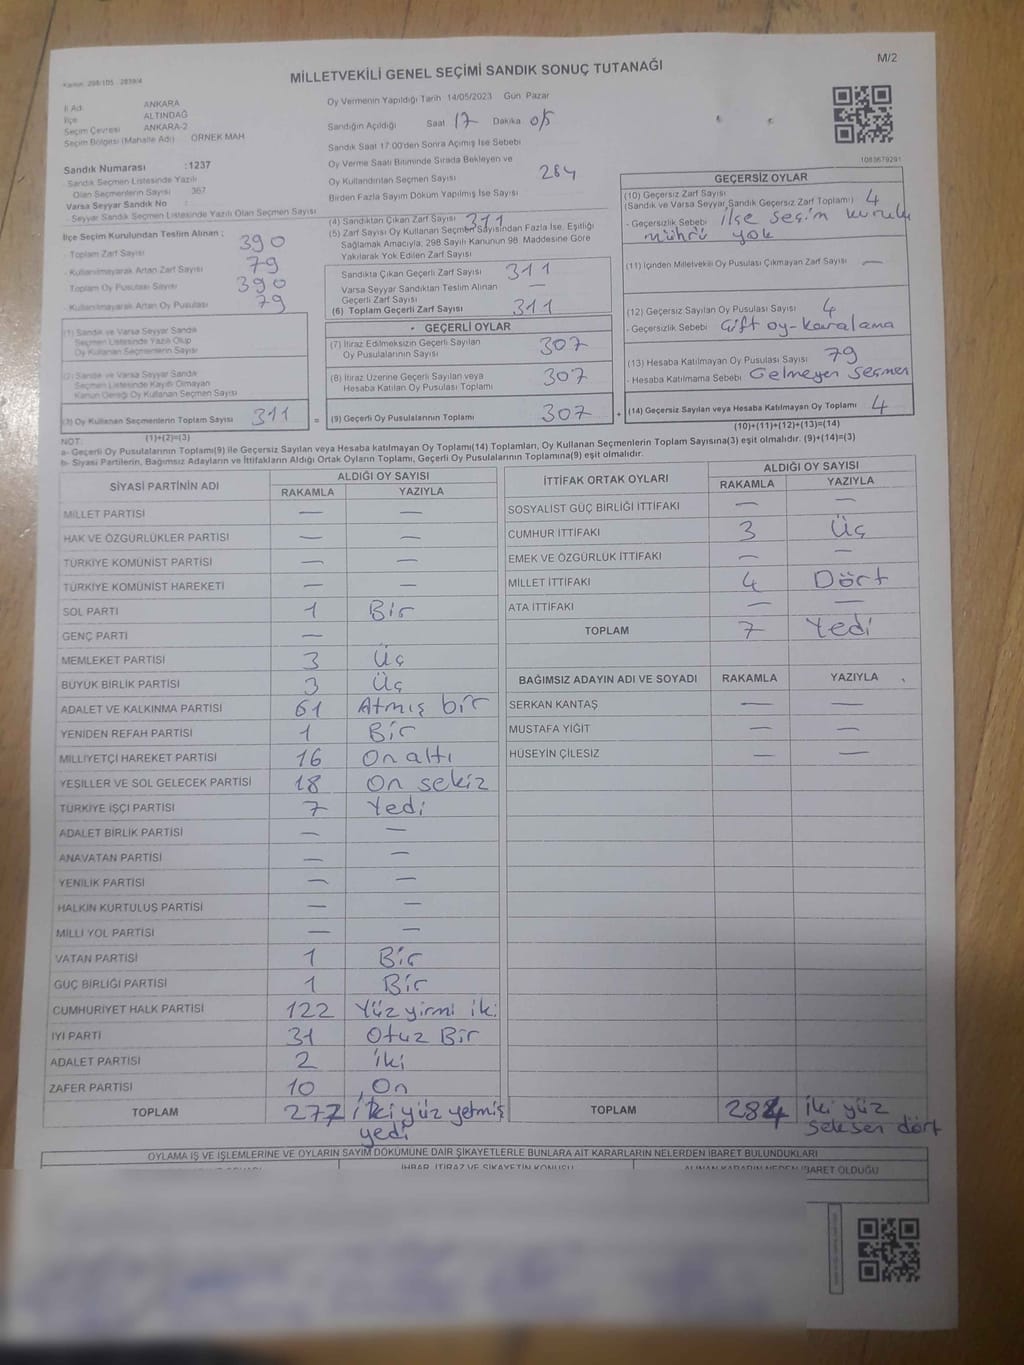 M/2
Kanun: 298/105 - 2839/4
MİLLETVEKİLİ GENEL SEÇİMİ SANDIK SONUÇ TUTANAĞI
İl Adı ANKARA
İlçe ALTINDAĞ
Seçim Çevresi ANKARA-2
Seçim Bölgesi (Mahalle Adı) ÖRNEK MAH
Sandık Numarası : 1237
- Sandık Seçmen Listesinde Yazılı
Olan Seçmenlerin Sayısı 367
Varsa Seyyar Sandık No :
- Seyyar Sandık Seçmen Listesinde Yazılı Olan Seçmen Sayısı
İlçe Seçim Kurulundan Teslim Alınan :
- Toplam Zarf Sayısı 390
- Kullanılmayarak Artan Zarf Sayısı 79
- Toplam Oy Pusulası Sayısı 390
- Kullanılmayarak Artan Oy Pusulası 79
(1) Sandık ve Varsa Seyyar Sandık
Seçmen Listesinde Yazılı Olup
Oy Kullanan Seçmenlerin Sayısı
(2) Sandık ve Varsa Seyyar Sandık
Seçmen Listesinde Kayıtlı Olmayan
Kanun Gereği Oy Kullanan Seçmen Sayısı
(3) Oy Kullanan Seçmenlerin Toplam Sayısı 311 =
(1)+(2)=(3)
Oy Vermenin Yapıldığı Tarih 14/05/2023 Gün Pazar
Sandığın Açıldığı Saat 17 Dakika 05
Sandık Saat 17:00'den Sonra Açımış İse Sebebi
Oy Verme Saati Bitiminde Sırada Bekleyen ve
Oy Kullandırılan Seçmen Sayısı 284
Birden Fazla Sayım Döküm Yapılmış İse Sayısı
(4) Sandıktan Çıkan Zarf Sayısı 311
(5) Zarf Sayısı Oy Kullanan Seçmen Sayısından Fazla İse, Eşitliği
Sağlamak Amacıyla, 298 Sayılı Kanunun 98. Maddesine Göre
Yakılarak Yok Edilen Zarf Sayısı
Sandıkta Çıkan Geçerli Zarf Sayısı 311
Varsa Seyyar Sandıktan Teslim Alınan
Geçerli Zarf Sayısı —
(6) Toplam Geçerli Zarf Sayısı 311
GEÇERLİ OYLAR
(7) İtiraz Edilmeksizin Geçerli Sayılan
Oy Pusulalarının Sayısı 307
(8) İtiraz Üzerine Geçerli Sayılan veya
Hesaba Katılan Oy Pusulası Toplamı 307
(9) Geçerli Oy Pusulalarının Toplamı 307 +
1083679291
GEÇERSİZ OYLAR
(10) Geçersiz Zarf Sayısı
(Sandık ve Varsa Seyyar Sandık Geçersiz Zarf Toplamı) 4
- Geçersizlik Sebebi ilçe seçim kurulu
mührü yok
(11) İçinden Milletvekili Oy Pusulası Çıkmayan Zarf Sayısı —
(12) Geçersiz Sayılan Oy Pusulası Sayısı 4
- Geçersizlik Sebebi Çift oy-karalama
(13) Hesaba Katılmayan Oy Pusulası Sayısı 79
- Hesaba Katılmama Sebebi Gelmeyen seçmen
(14) Geçersiz Sayılan veya Hesaba Katılmayan Oy Toplamı 4
(10)+(11)+(12)+(13)=(14)
NOT:
a- Geçerli Oy Pusulalarının Toplamı(9) ile Geçersiz Sayılan veya Hesaba katılmayan Oy Toplamı(14) Toplamları, Oy Kullanan Seçmenlerin Toplam Sayısına(3) eşit olmalıdır. (9)+(14)=(3)
b- Siyasi Partilerin, Bağımsız Adayların ve İttifakların Aldığı Ortak Oyların Toplamı, Geçerli Oy Pusulalarının Toplamına(9) eşit olmalıdır.
SİYASİ PARTİNİN ADI ALDIĞI OY SAYISI
RAKAMLA YAZIYLA
MİLLET PARTİSİ — —
HAK VE ÖZGÜRLÜKLER PARTİSİ — —
TÜRKİYE KOMÜNİST PARTİSİ — —
TÜRKİYE KOMÜNİST HAREKETİ — —
SOL PARTİ 1 Bir
GENÇ PARTİ —
MEMLEKET PARTİSİ 3 Üç
BÜYÜK BİRLİK PARTİSİ 3 Üç
ADALET VE KALKINMA PARTİSİ 61 Atmış bir
YENİDEN REFAH PARTİSİ 1 Bir
MİLLİYETÇİ HAREKET PARTİSİ 16 On altı
YEŞİLLER VE SOL GELECEK PARTİSİ 18 On sekiz
TÜRKİYE İŞÇİ PARTİSİ 7 Yedi
ADALET BİRLİK PARTİSİ — —
ANAVATAN PARTİSİ — —
YENİLİK PARTİSİ — —
HALKIN KURTULUŞ PARTİSİ — —
MİLLİ YOL PARTİSİ — —
VATAN PARTİSİ 1 Bir
GÜÇ BİRLİĞİ PARTİSİ 1 Bir
CUMHURİYET HALK PARTİSİ 122 Yüz yirmi iki
İYİ PARTİ 31 Otuz Bir
ADALET PARTİSİ 2 iki
ZAFER PARTİSİ 10 On
TOPLAM 277 iki yüz yetmiş
yedi
İTTİFAK ORTAK OYLARI ALDIĞI OY SAYISI
RAKAMLA YAZIYLA
SOSYALİST GÜÇ BİRLİĞİ İTTİFAKI — —
CUMHUR İTTİFAKI 3 Üç
EMEK VE ÖZGÜRLÜK İTTİFAKI — —
MİLLET İTTİFAKI 4 Dört
ATA İTTİFAKI — —
TOPLAM 7 Yedi
BAĞIMSIZ ADAYIN ADI VE SOYADI RAKAMLA YAZIYLA
SERKAN KANTAŞ — —
MUSTAFA YİĞİT — —
HÜSEYİN ÇİLESİZ — —
TOPLAM 284 iki yüz
seksen dört
OYLAMA İŞ VE İŞLEMLERİNE VE OYLARIN SAYIM DÖKÜMÜNE DAİR ŞİKAYETLERLE BUNLARA AİT KARARLARIN NELERDEN İBARET BULUNDUKLARI
İHBAR, İTİRAZ VE ŞİKAYETİN KONUSU ALINAN KARARIN NEDEN İBARET OLDUĞU